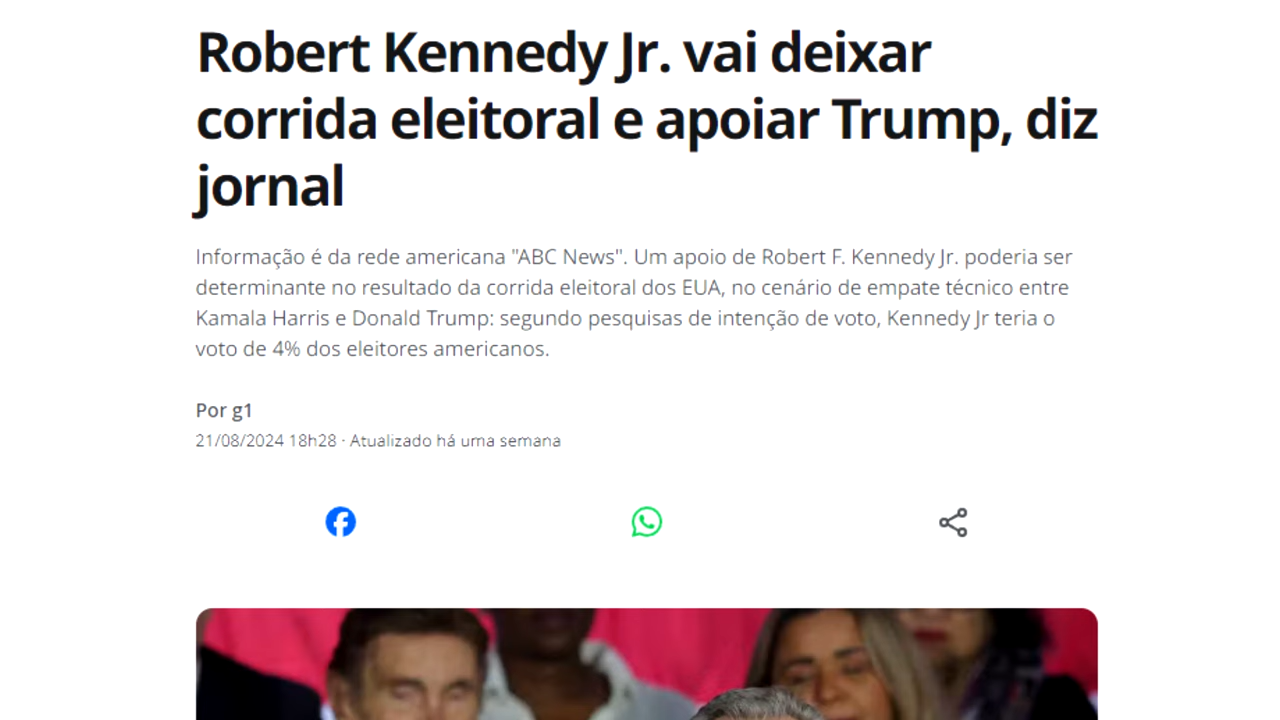 Robert Kennedy Jr. vai deixar
corrida eleitoral e apoiar Trump, diz
jornal
Informação é da rede americana "ABC News". Um apoio de Robert F. Kennedy Jr. poderia ser
determinante no resultado da corrida eleitoral dos EUA, no cenário de empate técnico entre
Kamala Harris e Donald Trump: segundo pesquisas de intenção de voto, Kennedy Jr teria o
voto de 4% dos eleitores americanos.
Por g1
21/08/2024 18h28 · Atualizado há uma semana